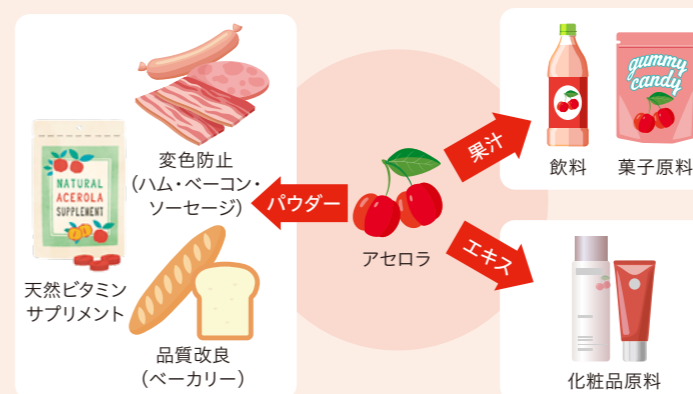 変色防止
(ハム・ベーコン・
ソーセージ)
NATURAL
ACEROLA
SUPPLEMENT
天然ビタミン
サプリメント
品質改良
(ベーカリー)
パウダー
アセロラ
果汁
エキス
gummy
candy
飲料
菓子原料
化粧品原料